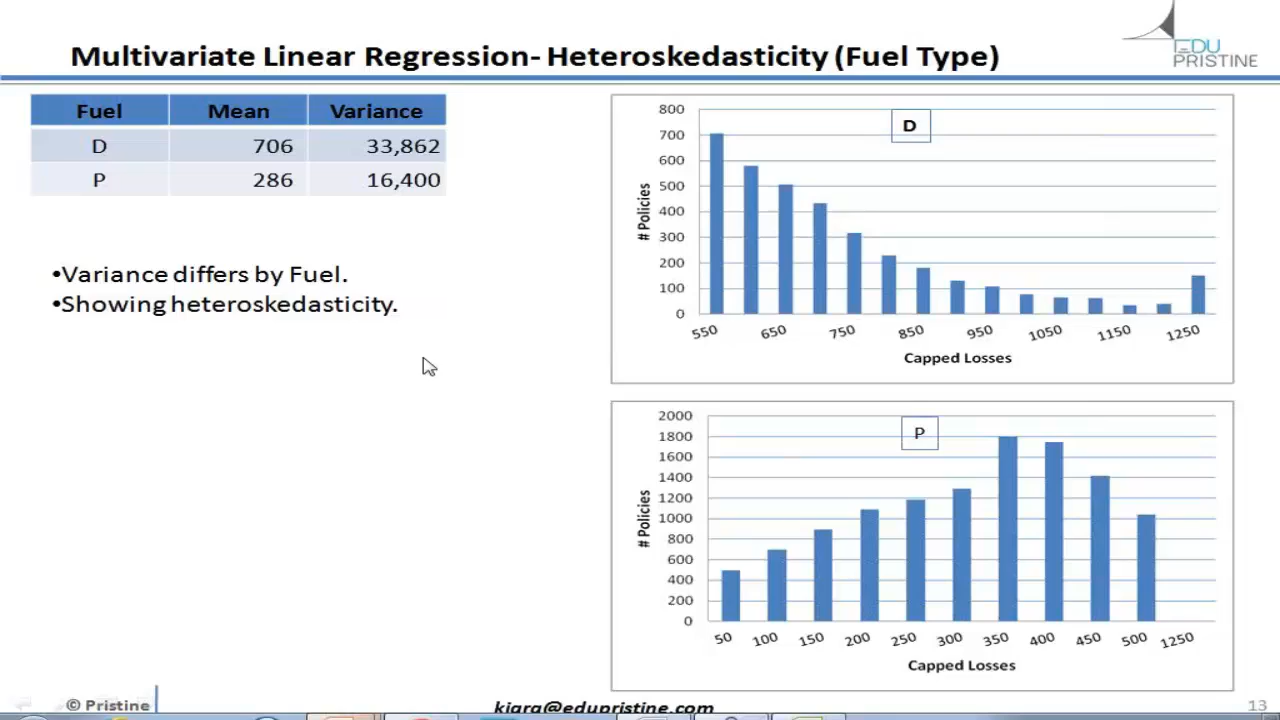 Multivariate Linear Regression- Heteroskedasticity (Fuel Type)
EDU
PRISTINE
Fuel Mean Variance
D 706 33,862
P 286 16,400
•Variance differs by Fuel.
•Showing heteroskedasticity.
D
# Policies
800
700
600
500
400
300
200
100
0
550 650 750 850 950 1050 1150 1250
Capped Losses
P
# Policies
2000
1800
1600
1400
1200
1000
800
600
400
200
0
50 100 150 200 250 300 350 400 450 500 1250
Capped Losses
© Pristine
kiara@edupristine.com
13